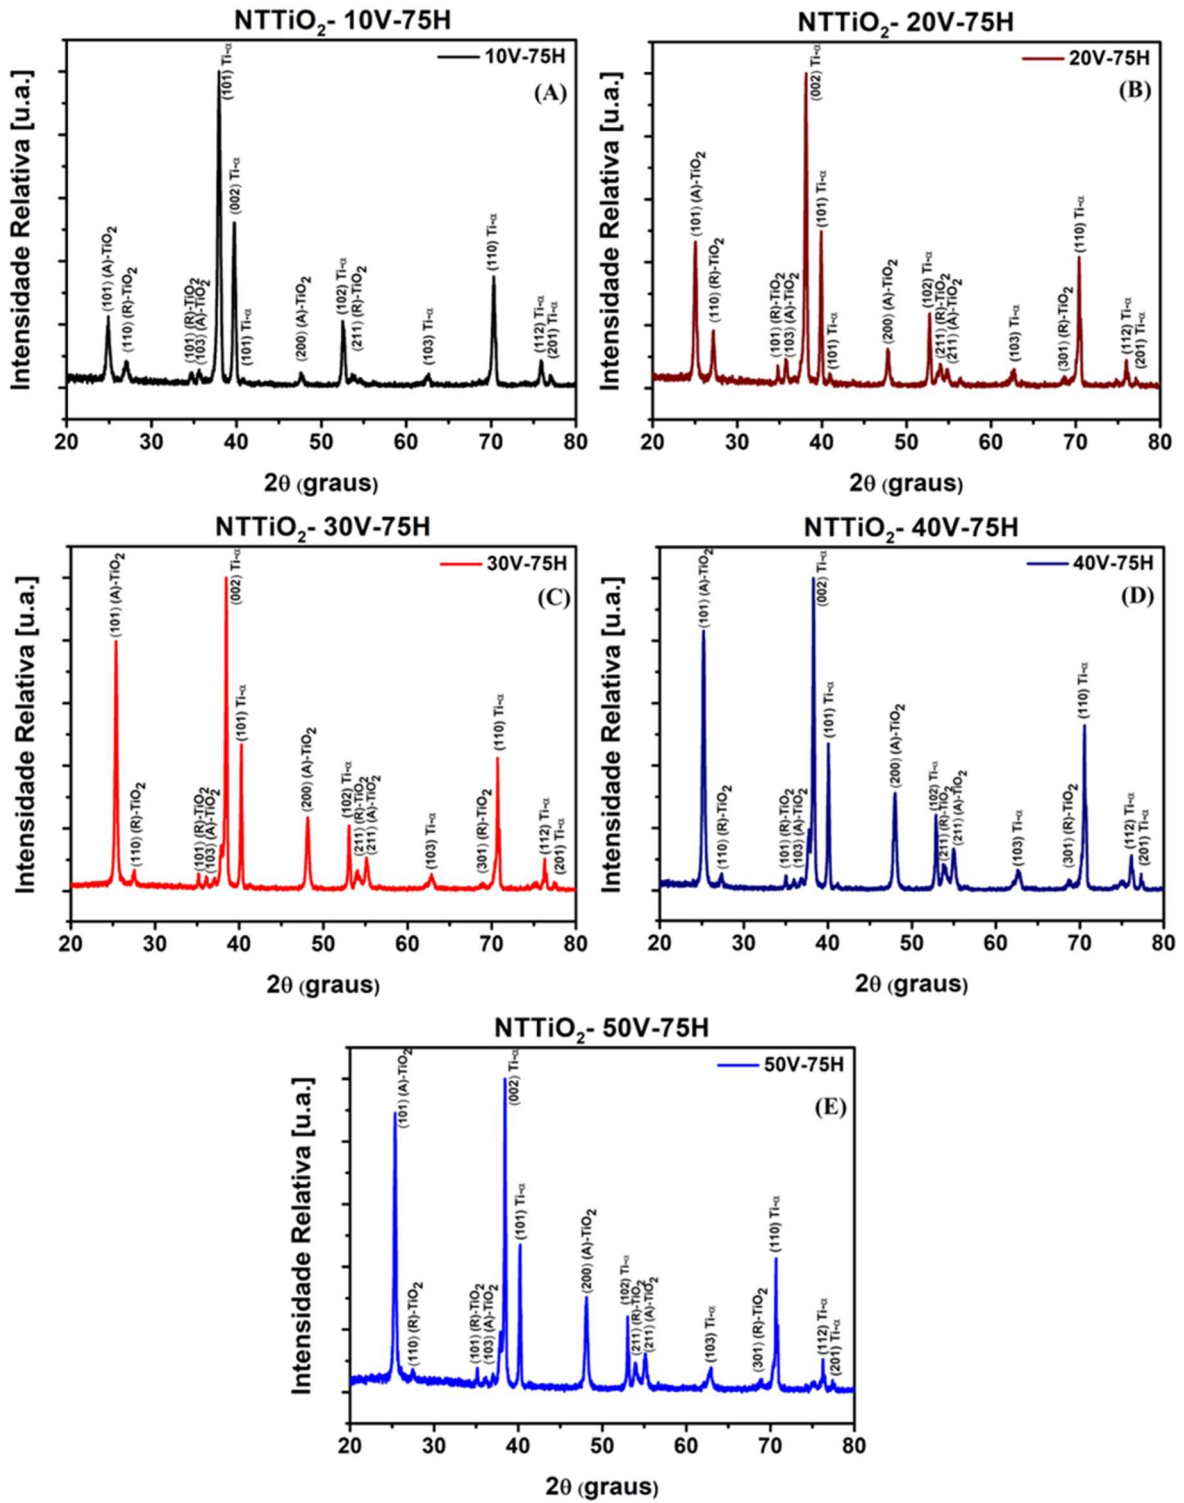 NTTiO2- 10V-75H
10V-75H
(A)
Intensidade Relativa [u.a.]
(101) (A)-TiO2
(110) (R)-TiO2
(101) (R)-TiO2
(103) (A)-TiO2
(101) Ti-α
(002) Ti-α
(101) Ti-α
(200) (A)-TiO2
(102) Ti-α
(211) (R)-TiO2
(103) Ti-α
(110) Ti-α
(112) Ti-α
(201) Ti-α
20 30 40 50 60 70 80
2θ (graus)
NTTiO2- 20V-75H
20V-75H
(B)
Intensidade Relativa [u.a.]
(101) (A)-TiO2
(110) (R)-TiO2
(101) (R)-TiO2
(103) (A)-TiO2
(002) Ti-α
(101) Ti-α
(101) Ti-α
(200) (A)-TiO2
(102) Ti-α
(211) (R)-TiO2
(211) (A)-TiO2
(103) Ti-α
(301) (R)-TiO2
(110) Ti-α
(112) Ti-α
(201) Ti-α
20 30 40 50 60 70 80
2θ (graus)
NTTiO2- 30V-75H
30V-75H
(C)
Intensidade Relativa [u.a.]
(101) (A)-TiO2
(110) (R)-TiO2
(101) (R)-TiO2
(103) (A)-TiO2
(002) Ti-α
(101) Ti-α
(200) (A)-TiO2
(102) Ti-α
(211) (R)-TiO2
(211) (A)-TiO2
(103) Ti-α
(301) (R)-TiO2
(110) Ti-α
(112) Ti-α
(201) Ti-α
20 30 40 50 60 70 80
2θ (graus)
NTTiO2- 40V-75H
40V-75H
(D)
Intensidade Relativa [u.a.]
(101) (A)-TiO2
(110) (R)-TiO2
(101) (R)-TiO2
(103) (A)-TiO2
(002) Ti-α
(101) Ti-α
(200) (A)-TiO2
(102) Ti-α
(211) (R)-TiO2
(211) (A)-TiO2
(103) Ti-α
(301) (R)-TiO2
(110) Ti-α
(112) Ti-α
(201) Ti-α
20 30 40 50 60 70 80
2θ (graus)
NTTiO2- 50V-75H
50V-75H
(E)
Intensidade Relativa [u.a.]
(101) (A)-TiO2
(110) (R)-TiO2
(101) (R)-TiO2
(103) (A)-TiO2
(002) Ti-α
(101) Ti-α
(200) (A)-TiO2
(102) Ti-α
(211) (R)-TiO2
(211) (A)-TiO2
(103) Ti-α
(301) (R)-TiO2
(110) Ti-α
(112) Ti-α
(201) Ti-α
20 30 40 50 60 70 80
2θ (graus)